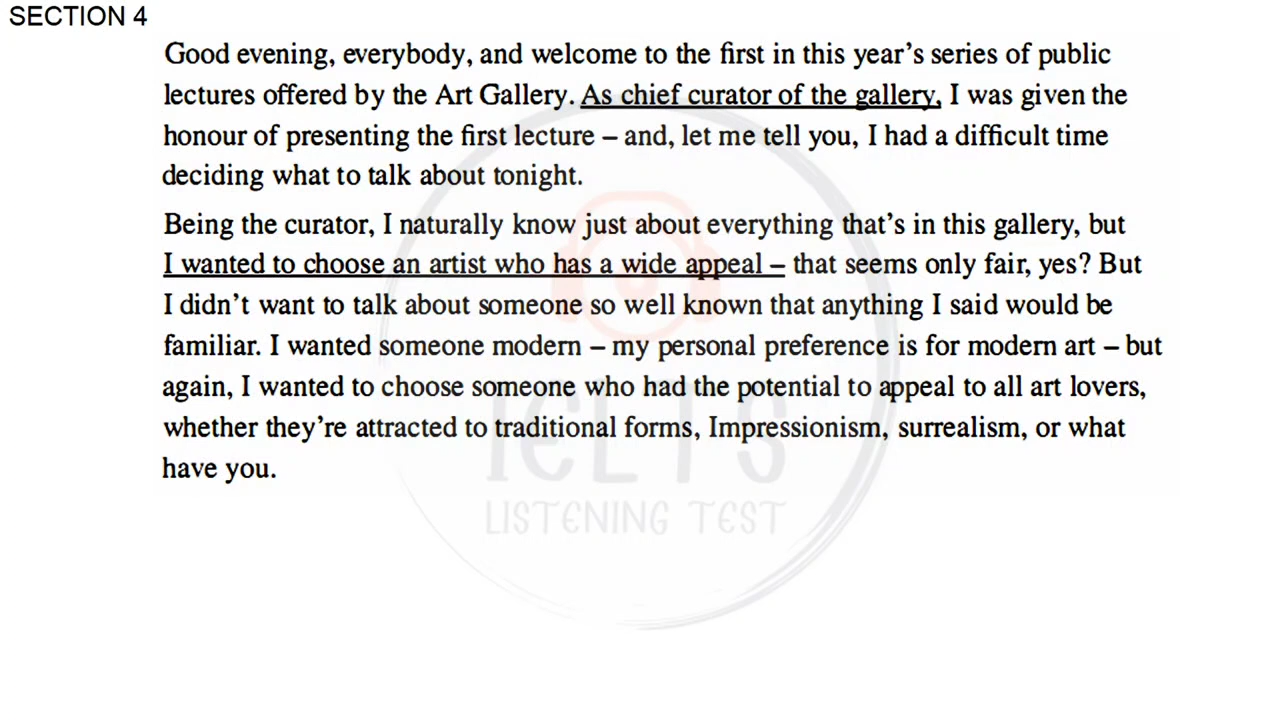 SECTION 4
Good evening, everybody, and welcome to the first in this year's series of public
lectures offered by the Art Gallery. As chief curator of the gallery, I was given the
honour of presenting the first lecture – and, let me tell you, I had a difficult time
deciding what to talk about tonight.
Being the curator, I naturally know just about everything that's in this gallery, but
I wanted to choose an artist who has a wide appeal – that seems only fair, yes? But
I didn't want to talk about someone so well known that anything I said would be
familiar. I wanted someone modern – my personal preference is for modern art – but
again, I wanted to choose someone who had the potential to appeal to all art lovers,
whether they're attracted to traditional forms, Impressionism, surrealism, or what
have you.
IELTS
LISTENING TEST